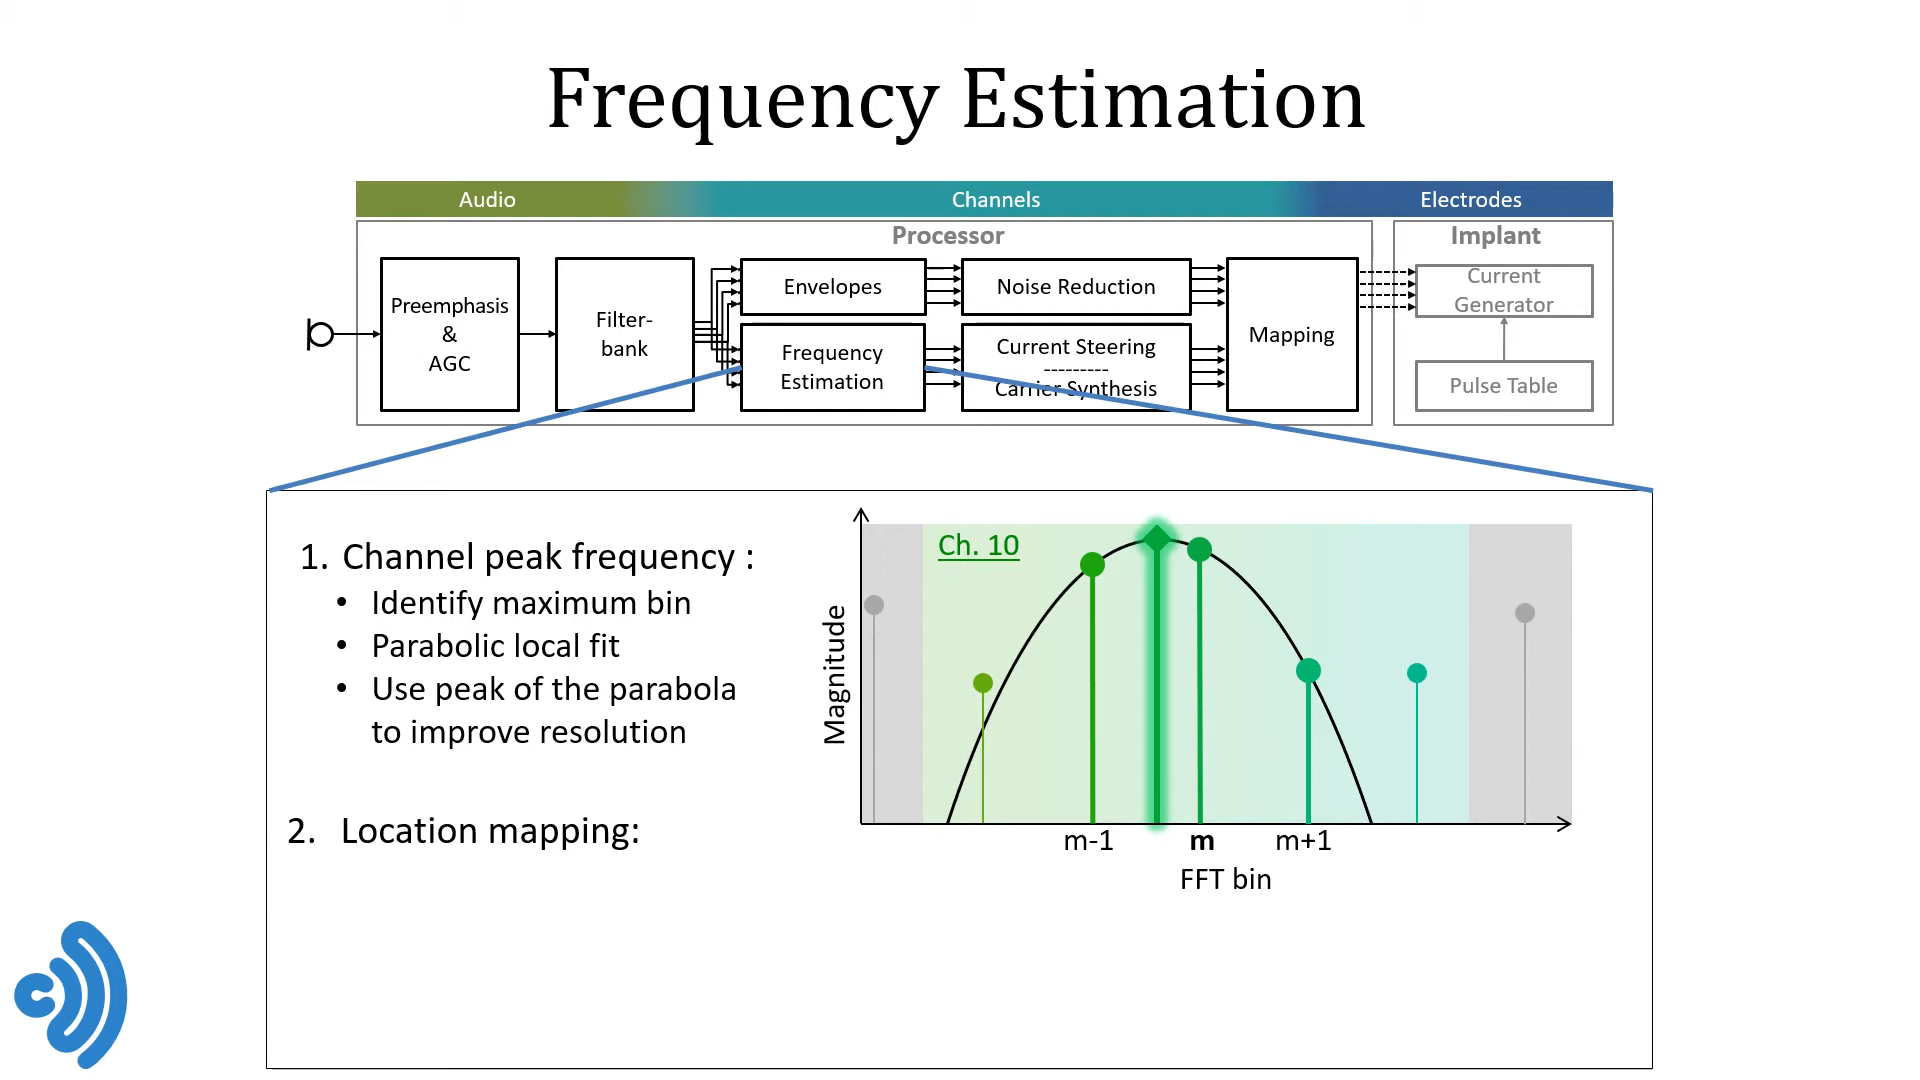 Frequency Estimation
Audio
Channels
Electrodes
Processor
Implant
Preemphasis
&
AGC
Filter-
bank
Envelopes
Noise Reduction
Frequency
Estimation
Current Steering
---------
Carrier Synthesis
Mapping
Current
Generator
Pulse Table
1. Channel peak frequency :
• Identify maximum bin
• Parabolic local fit
• Use peak of the parabola
to improve resolution
2. Location mapping:
Ch. 10
Magnitude
m-1
m
m+1
FFT bin